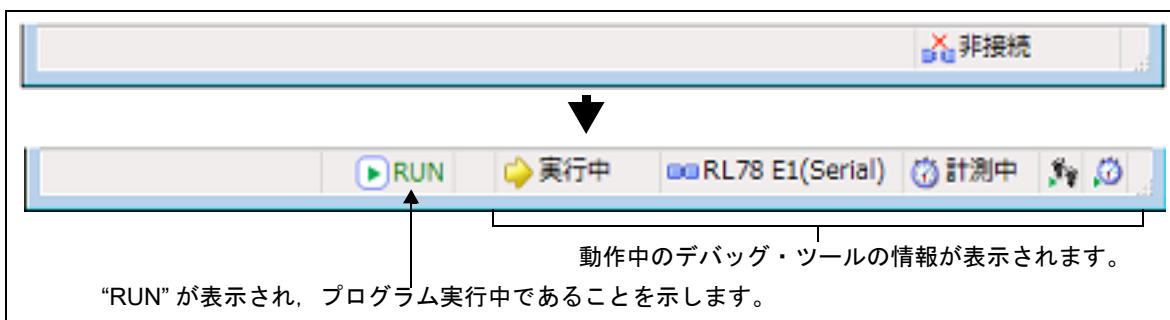 非接続
RUN 実行中 RL78 E1(Serial) 計測中
動作中のデバッグ・ツールの情報が表示されます。
“RUN” が表示され，プログラム実行中であることを示します。